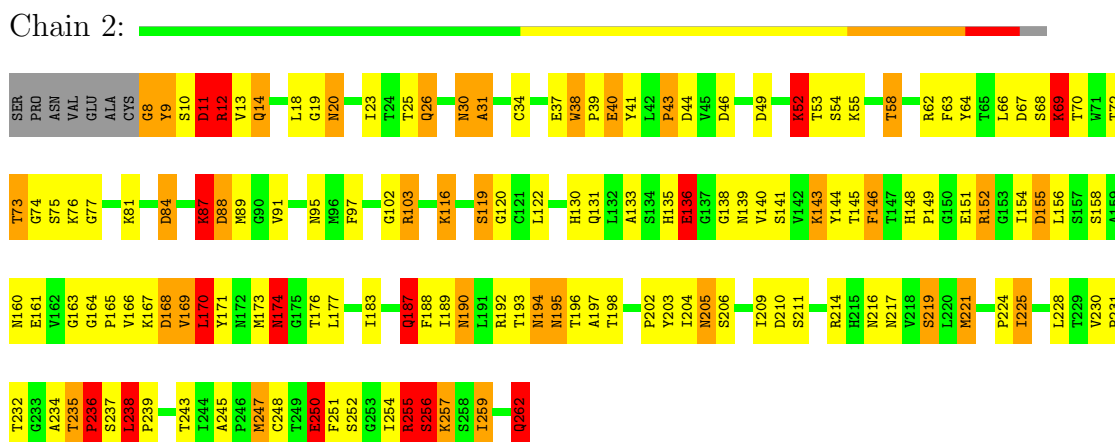 Chain 2:
SER PRO ASN VAL GLU ALA CYS G8 Y9 S10 D11 R12 V13 Q14 L18 G19 N20 I23 T24 T25 Q26 N30 A31 C34 E37 W38 P39 E40 Y41 L42 P43 D44 V45 D46 D49 K52 T53 S54 K55 T58 R62 F63 Y64 T65 L66 D67 S68 K69 T70 W71 T72
T73 G74 S75 K76 G77 K81 D84 K87 D88 M89 G90 V91 N95 M96 F97 G102 R103 K116 S119 G120 C121 L122 H130 Q131 L132 A133 S134 H135 E136 G137 G138 N139 V140 S141 V142 K143 Y144 T145 F146 T147 H148 P149 G150 E151 R152 G153 I154 D155 L156 S157 S158 A159
N160 E161 V162 G163 G164 P165 V166 K167 D168 V169 L170 Y171 N172 M173 N174 G175 T176 L177 I183 Q187 F188 I189 N190 L191 R192 T193 N194 N195 T196 A197 T198 P202 Y203 I204 N205 S206 I209 D210 S211 R214 H215 N216 N217 V218 S219 L220 M221 P224 I225 L228 T229 V230 P231
T232 G233 A234 T235 P236 S237 L238 P239 T243 I244 A245 P246 M247 C248 T249 E250 F251 S252 G253 I254 R255 S256 K257 S258 I259 Q262